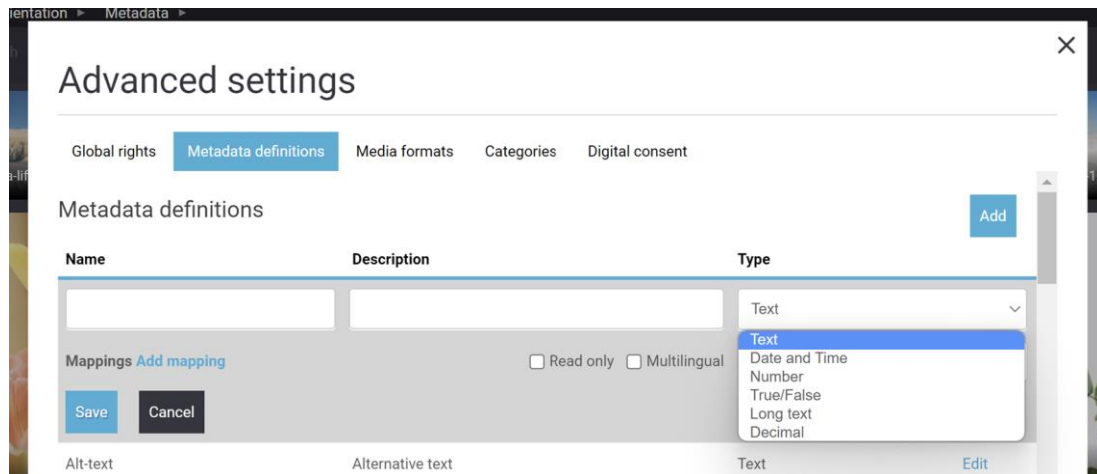 Metadata
Advanced settings
Global rights Metadata definitions Media formats Categories Digital consent
Metadata definitions
Add
Name Description Type
Text
Mappings Add mapping Read only Multilingual
Text
Date and Time
Number
True/False
Long text
Decimal
Save Cancel
Alt-text Alternative text Text Edit